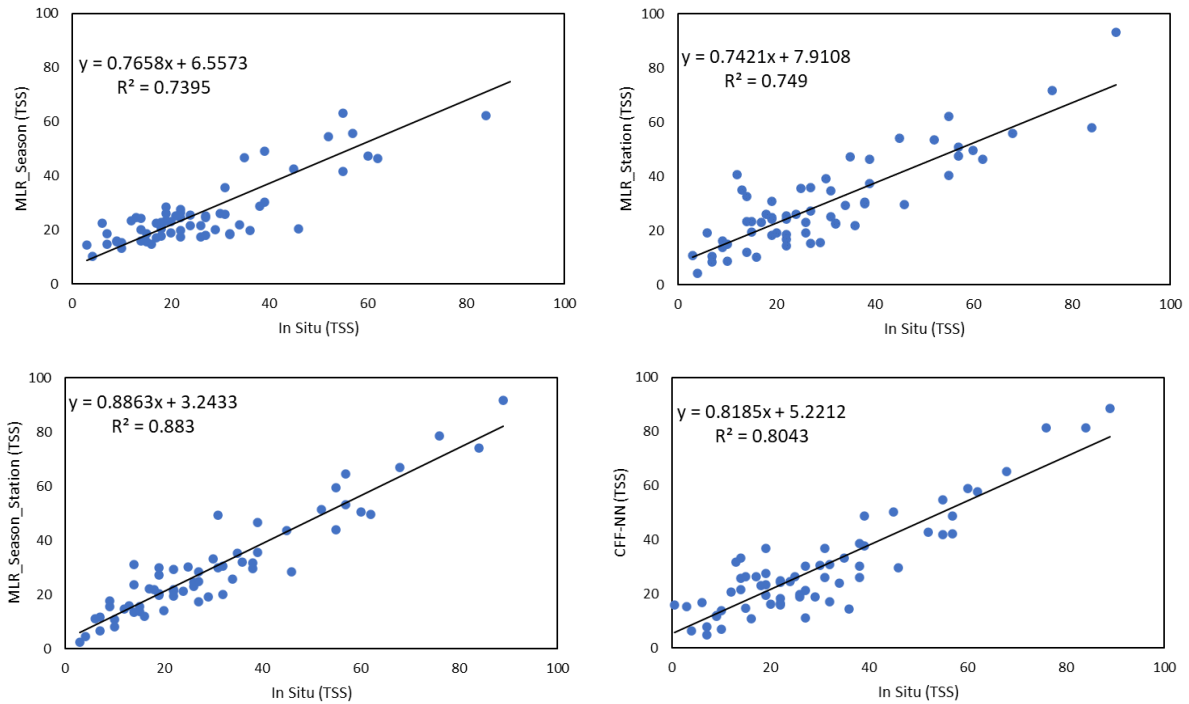 100
80
60
40
20
0
MLR_Season (TSS)
y = 0.7658x + 6.5573
R² = 0.7395
0 20 40 60 80 100
In Situ (TSS)
100
80
60
40
20
0
MLR_Station (TSS)
y = 0.7421x + 7.9108
R² = 0.749
0 20 40 60 80 100
In Situ (TSS)
100
80
60
40
20
0
MLR_Season_Station (TSS)
y = 0.8863x + 3.2433
R² = 0.883
0 20 40 60 80 100
In Situ (TSS)
100
80
60
40
20
0
CFF-NN (TSS)
y = 0.8185x + 5.2212
R² = 0.8043
0 20 40 60 80 100
In Situ (TSS)